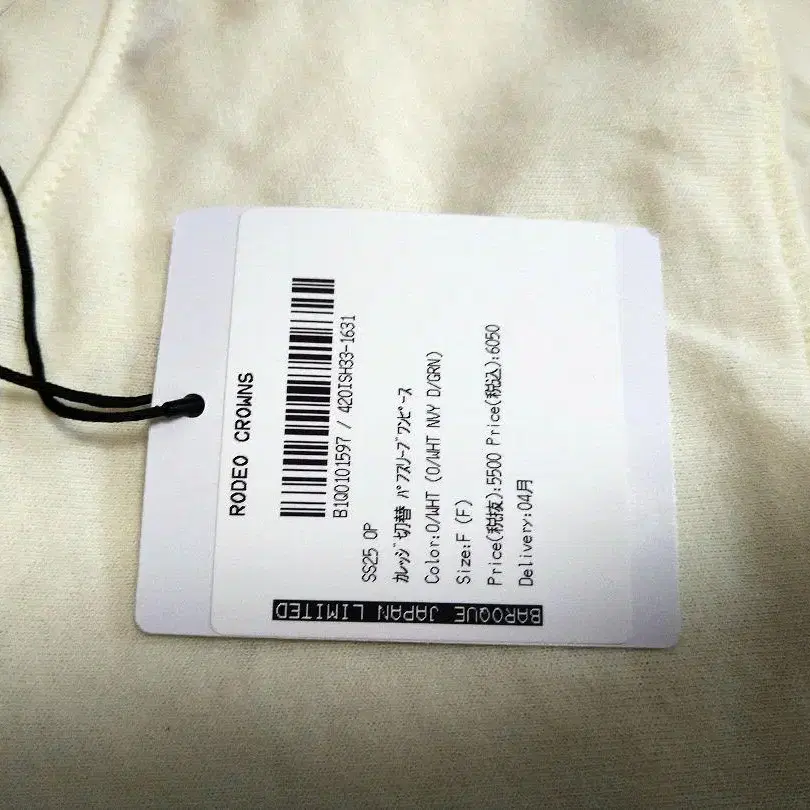 RODEO CROWNS
B1Q0101597 / 420ISH33-1631
SS25 OP
ｶﾚｯｼﾞ切替 ﾊﾟﾌｽﾘｰﾌﾞﾜﾝﾋﾟｰｽ
Color:O/WHT (O/WHT NVY D/GRN)
Size:F (F)
Price(税抜):5500 Price(税込):6050
Delivery:04月
BAROQUE JAPAN LIMITED